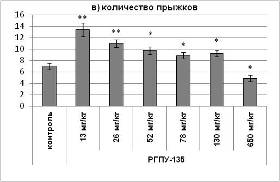 в) количество прыжков
16
14
12
10
8
6
4
2
0
**
**
*
*
*
*
контроль
13 мг/кг
26 мг/кг
52 мг/кг
78 мг/кг
130 мг/кг
650 мг/кг
РГПУ-135